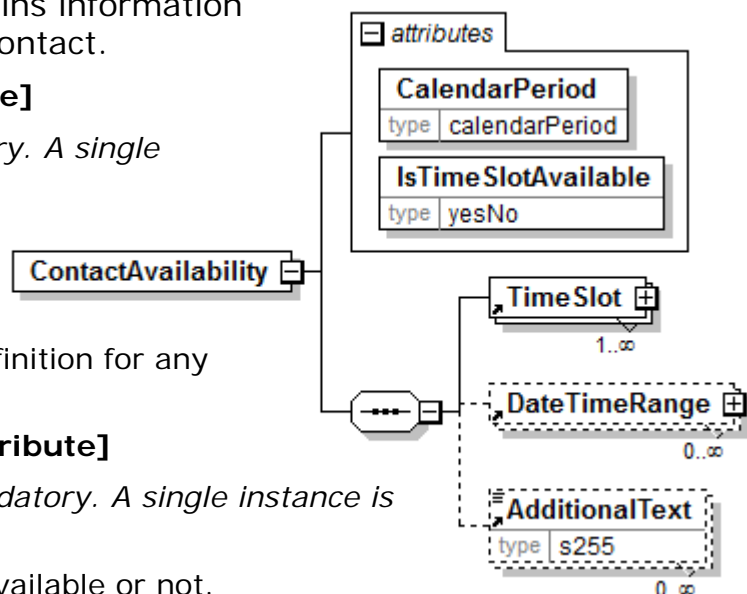 ins information
ontact.
e]
ry. A single
finition for any
ribute]
datory. A single instance is
vailable or not.
attributes
CalendarPeriod
type calendarPeriod
IsTimeSlotAvailable
type yesNo
ContactAvailability
TimeSlot
1..∞
DateTimeRange
0..∞
AdditionalText
type s255
0..∞